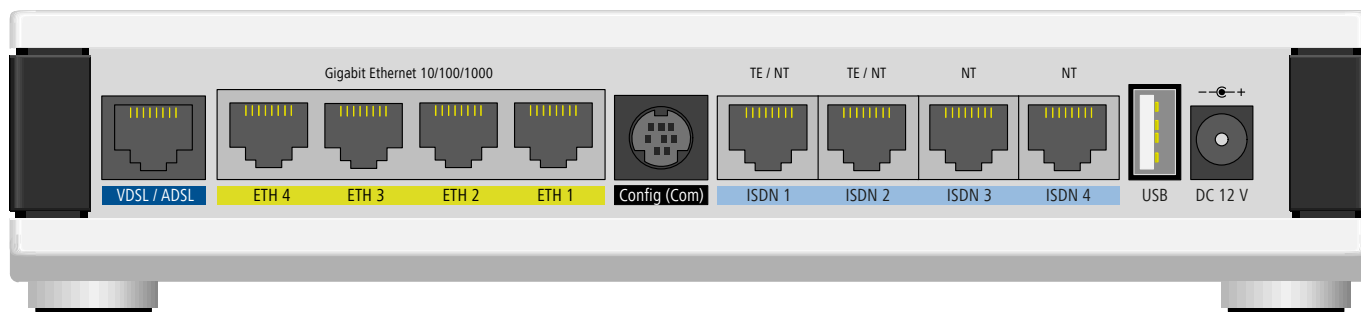 Gigabit Ethernet 10/100/1000
TE / NT
TE / NT
NT
NT
VDSL / ADSL
ETH 4
ETH 3
ETH 2
ETH 1
Config (Com)
ISDN 1
ISDN 2
ISDN 3
ISDN 4
USB
DC 12 V